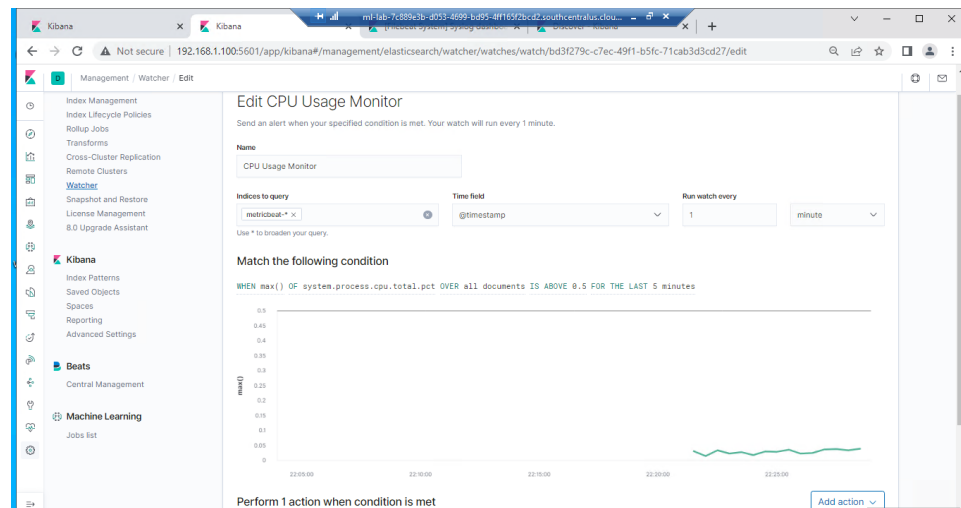 Kibana
Kibana
ml-lab-7c889e3b-d053-4699-bd95-4ff165f2bcd2.southcentralus.clou...
[Filebeat System] Syslog dashb...
Discover - Kibana
Not secure | 192.168.1.100:5601/app/kibana#/management/elasticsearch/watcher/watches/watch/bd3f279c-c7ec-49f1-b5fc-71cab3d3cd27/edit
D
Management / Watcher / Edit
Index Management
Index Lifecycle Policies
Rollup Jobs
Transforms
Cross-Cluster Replication
Remote Clusters
Watcher
Snapshot and Restore
License Management
8.0 Upgrade Assistant
Kibana
Index Patterns
Saved Objects
Spaces
Reporting
Advanced Settings
Beats
Central Management
Machine Learning
Jobs list
Edit CPU Usage Monitor
Send an alert when your specified condition is met. Your watch will run every 1 minute.
Name
CPU Usage Monitor
Indices to query
Time field
Run watch every
metricbeat-* ×
@timestamp
1
minute
Use * to broaden your query.
Match the following condition
WHEN max() OF system.process.cpu.total.pct OVER all documents IS ABOVE 0.5 FOR THE LAST 5 minutes
max()
0.5
0.45
0.4
0.35
0.3
0.25
0.2
0.15
0.1
0.05
0
22:05:00
22:10:00
22:15:00
22:20:00
22:25:00
Perform 1 action when condition is met
Add action